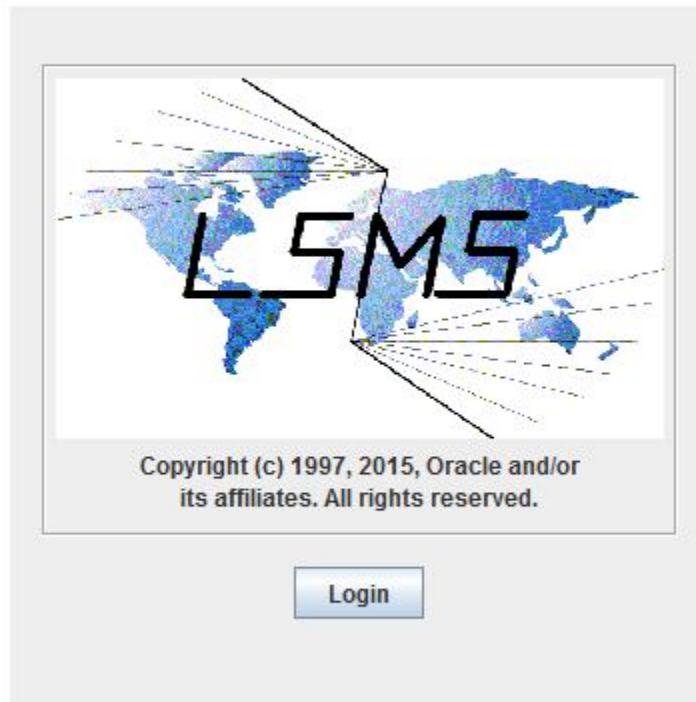 LSMS
Copyright (c) 1997, 2015, Oracle and/or
its affiliates. All rights reserved.
Login